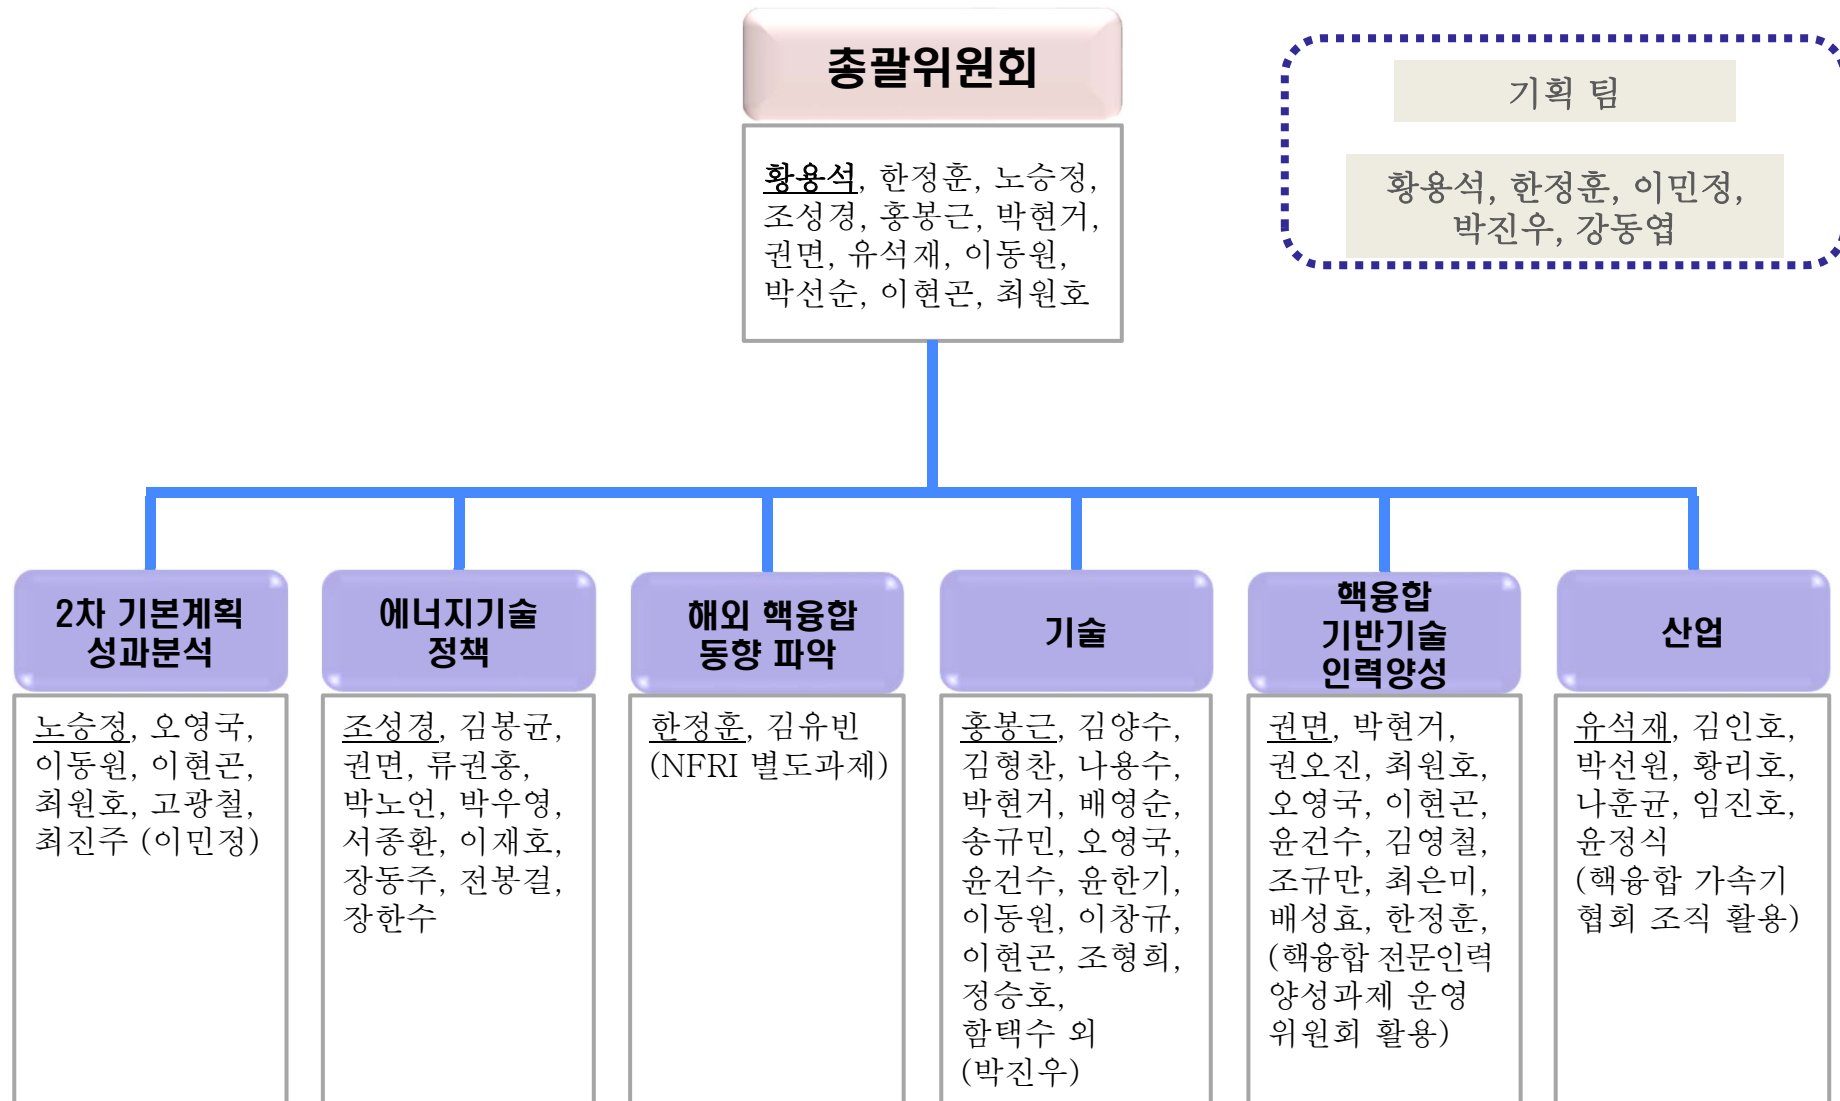 총괄위원회
황용석, 한정훈, 노승정,
조성경, 홍봉근, 박현거,
권면, 유석재, 이동원,
박선순, 이현곤, 최원호
기획 팀
황용석, 한정훈, 이민정,
박진우, 강동엽
2차 기본계획
성과분석
노승정, 오영국,
이동원, 이현곤,
최원호, 고광철,
최진주 (이민정)
에너지기술
정책
조성경, 김봉균,
권면, 류권홍,
박노언, 박우영,
서종환, 이재호,
장동주, 전봉걸,
장한수
해외 핵융합
동향 파악
한정훈, 김유빈
(NFRI 별도과제)
기술
홍봉근, 김양수,
김형찬, 나용수,
박현거, 배영순,
송규민, 오영국,
윤건수, 윤한기,
이동원, 이창규,
이현곤, 조형희,
정승호,
함택수 외
(박진우)
핵융합
기반기술
인력양성
권면, 박현거,
권오진, 최원호,
오영국, 이현곤,
윤건수, 김영철,
조규만, 최은미,
배성효, 한정훈,
(핵융합 전문인력
양성과제 운영
위원회 활용)
산업
유석재, 김인호,
박선원, 황리호,
나훈균, 임진호,
윤정식
(핵융합 가속기
협회 조직 활용)